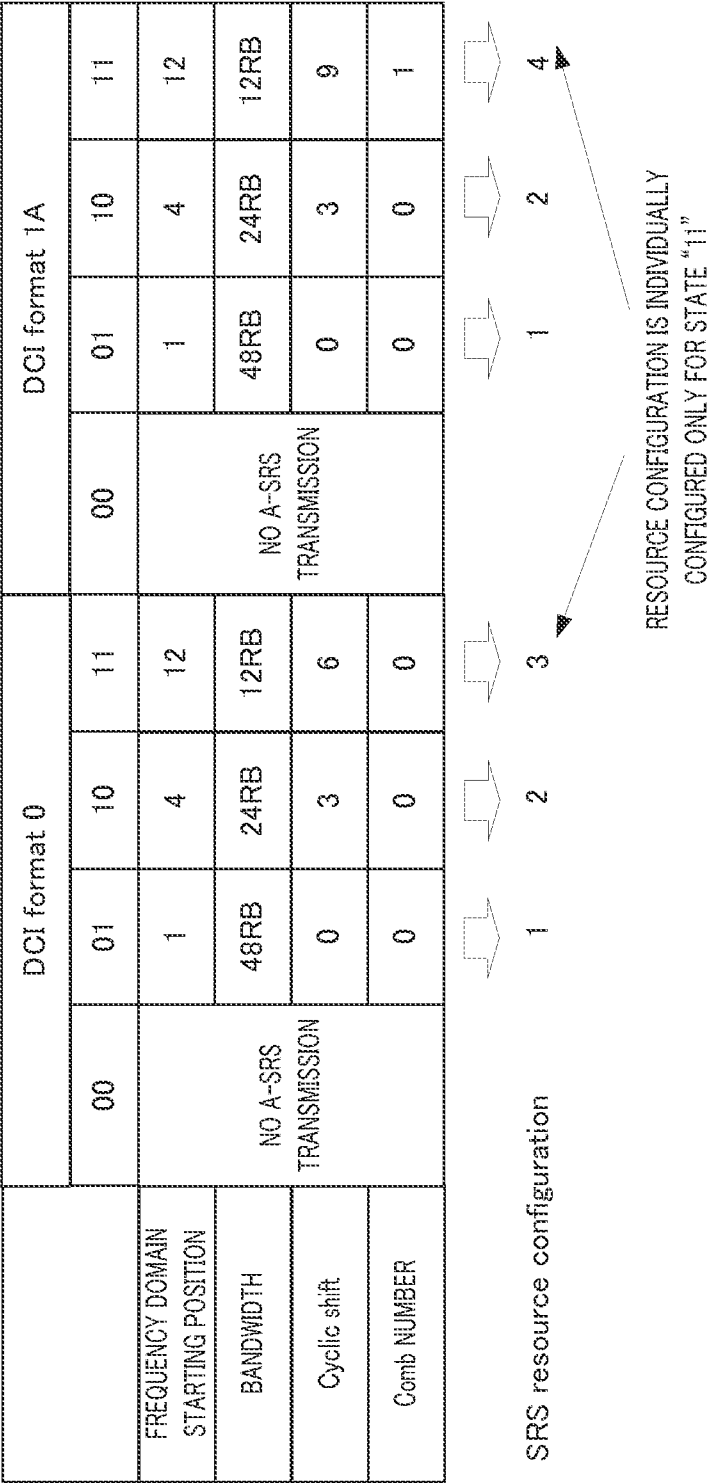 DCI format 0 DCI format 1A
00 01 10 11 00 01 10 11
FREQUENCY DOMAIN
STARTING POSITION
NO A-SRS
TRANSMISSION
1 4 12
NO A-SRS
TRANSMISSION
1 4 12
BANDWIDTH 48RB 24RB 12RB 48RB 24RB 12RB
Cyclic shift 0 3 6 0 3 9
Comb NUMBER 0 0 0 0 0 1
SRS resource configuration 1 2 3 1 2 4
RESOURCE CONFIGURATION IS INDIVIDUALLY
CONFIGURED ONLY FOR STATE "11"